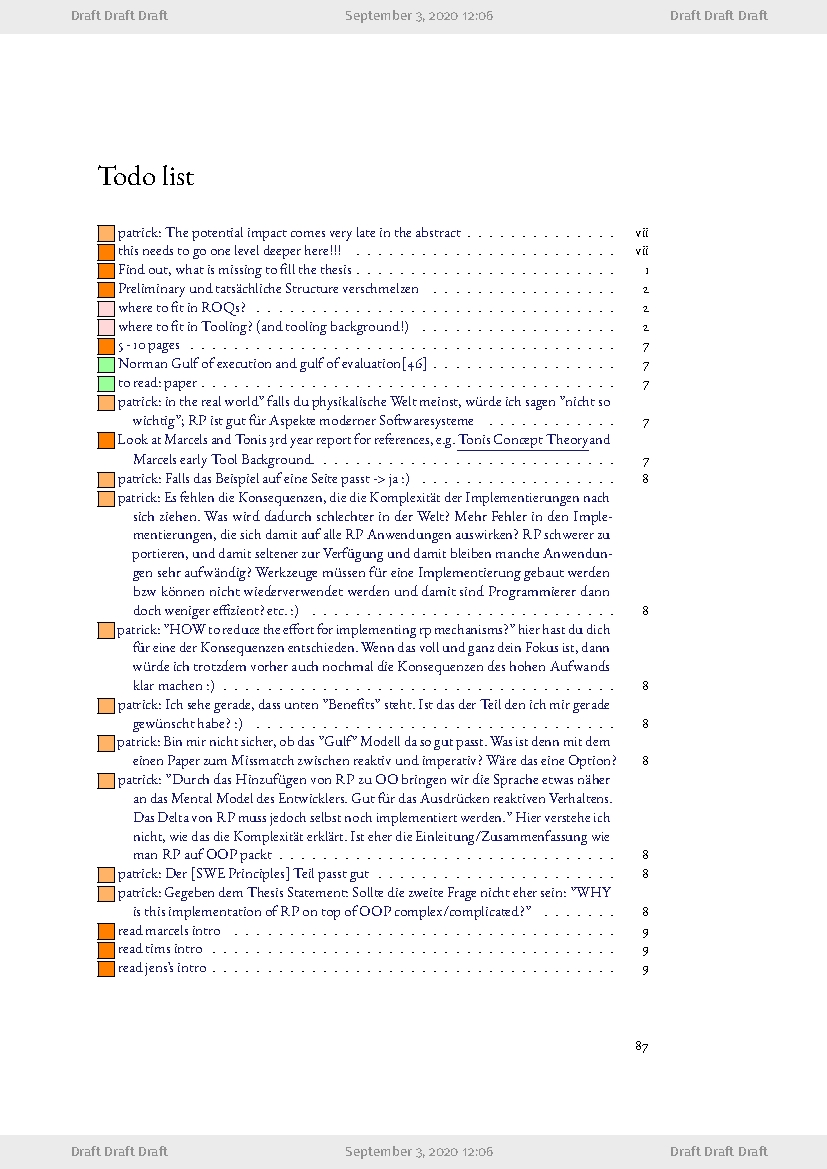 Draft Draft Draft September 3, 2020 12:06 Draft Draft Draft
Todo list
patrick: The potential impact comes very late in the abstract . . . . . . . . . . . . . . vii
this needs to go one level deeper here!!! . . . . . . . . . . . . . . . . . . . . . . . . vii
Find out, what is missing to fill the thesis . . . . . . . . . . . . . . . . . . . . . . . . 1
Preliminary und tatsächliche Structure verschmelzen . . . . . . . . . . . . . . . . . 2
where to fit in ROQs? . . . . . . . . . . . . . . . . . . . . . . . . . . . . . . . . . 2
where to fit in Tooling? (and tooling background!) . . . . . . . . . . . . . . . . . . 2
5 - 10 pages . . . . . . . . . . . . . . . . . . . . . . . . . . . . . . . . . . . . . . . 7
Norman Gulf of execution and gulf of evaluation[46] . . . . . . . . . . . . . . . . . 7
to read: paper . . . . . . . . . . . . . . . . . . . . . . . . . . . . . . . . . . . . . . 7
patrick: in the real world” falls du physikalische Welt meinst, würde ich sagen ”nicht so
wichtig”; RP ist gut für Aspekte moderner Softwaresysteme . . . . . . . . . . . . 7
Look at Marcels and Tonis 3rd year report for references, e.g. Tonis Concept Theory and
Marcels early Tool Background. . . . . . . . . . . . . . . . . . . . . . . . . . . . 7
patrick: Falls das Beispiel auf eine Seite passt -> ja :) . . . . . . . . . . . . . . . . . . 8
patrick: Es fehlen die Konsequenzen, die die Komplexität der Implementierungen nach
sich ziehen. Was wird dadurch schlechter in der Welt? Mehr Fehler in den Imple-
mentierungen, die sich damit auf alle RP Anwendungen auswirken? RP schwerer zu
portieren, und damit seltener zur Verfügung und damit bleiben manche Anwendun-
gen sehr aufwändig? Werkzeuge müssen für eine Implementierung gebaut werden
bzw können nicht wiederverwendet werden und damit sind Programmierer dann
doch weniger effizient? etc. :) . . . . . . . . . . . . . . . . . . . . . . . . . . . . 8
patrick: ”HOW to reduce the effort for implementing rp mechanisms?” hier hast du dich
für eine der Konsequenzen entschieden. Wenn das voll und ganz dein Fokus ist, dann
würde ich trotzdem vorher auch nochmal die Konsequenzen des hohen Aufwands
klar machen :) . . . . . . . . . . . . . . . . . . . . . . . . . . . . . . . . . . . . 8
patrick: Ich sehe gerade, dass unten ”Benefits” steht. Ist das der Teil den ich mir gerade
gewünscht habe? :) . . . . . . . . . . . . . . . . . . . . . . . . . . . . . . . . . 8
patrick: Bin mir nicht sicher, ob das ”Gulf” Modell da so gut passt. Was ist denn mit dem
einen Paper zum Missmatch zwischen reaktiv und imperativ? Wäre das eine Option? 8
patrick: ”Durch das Hinzufügen von RP zu OO bringen wir die Sprache etwas näher
an das Mental Model des Entwicklers. Gut für das Ausdrücken reaktiven Verhaltens.
Das Delta von RP muss jedoch selbst noch implementiert werden.” Hier verstehe ich
nicht, wie das die Komplexität erklärt. Ist eher die Einleitung/Zusammenfassung wie
man RP auf OOP packt . . . . . . . . . . . . . . . . . . . . . . . . . . . . . . . 8
patrick: Der [SWE Principles] Teil passt gut . . . . . . . . . . . . . . . . . . . . . . 8
patrick: Gegeben dem Thesis Statement: Sollte die zweite Frage nicht eher sein: ”WHY
is this implementation of RP on top of OOP complex/complicated?” . . . . . . . 8
read marcels intro . . . . . . . . . . . . . . . . . . . . . . . . . . . . . . . . . . . 9
read tims intro . . . . . . . . . . . . . . . . . . . . . . . . . . . . . . . . . . . . . 9
read jens's intro . . . . . . . . . . . . . . . . . . . . . . . . . . . . . . . . . . . . . 9
87
Draft Draft Draft September 3, 2020 12:06 Draft Draft Draft